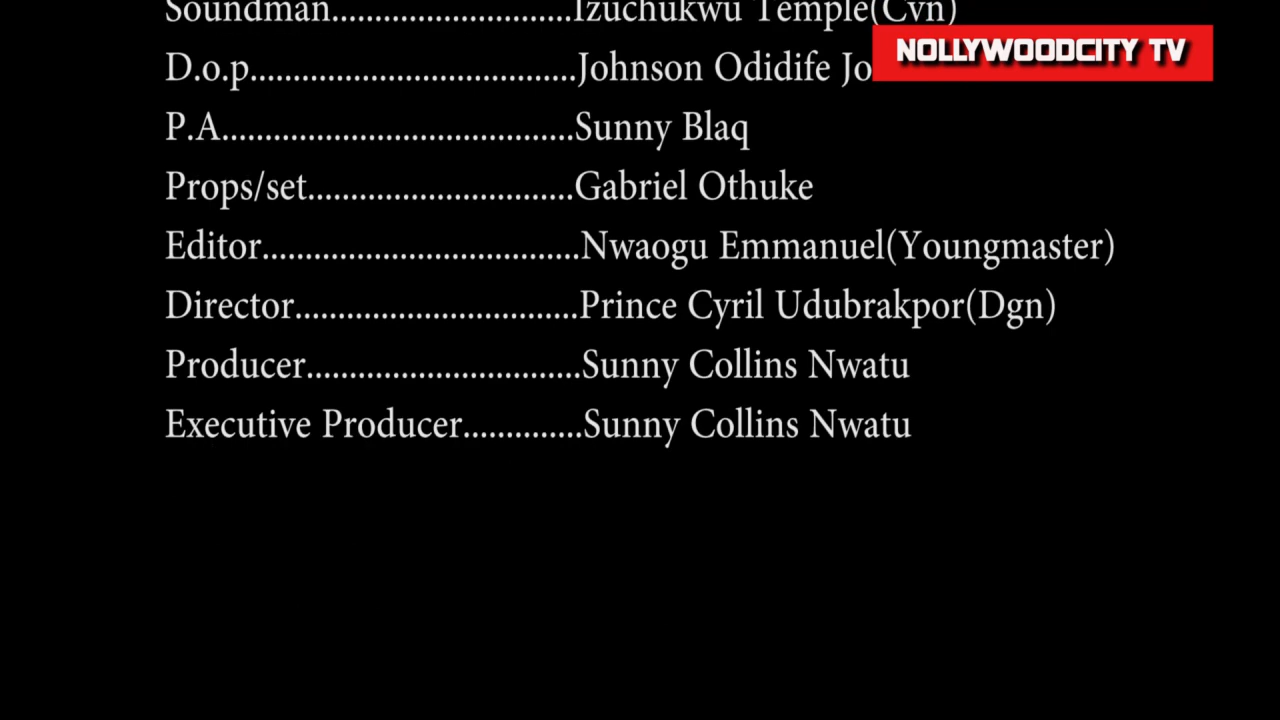 Soundman............................Izuchukwu Temple(Cvn)
NOLLYWOODCITY TV
D.o.p......................................Johnson Odidife
P.A.........................................Sunny Blaq
Props/set...............................Gabriel Othuke
Editor.....................................Nwaogu Emmanuel(Youngmaster)
Director.................................Prince Cyril Udubrakpor(Dgn)
Producer................................Sunny Collins Nwatu
Executive Producer..............Sunny Collins Nwatu